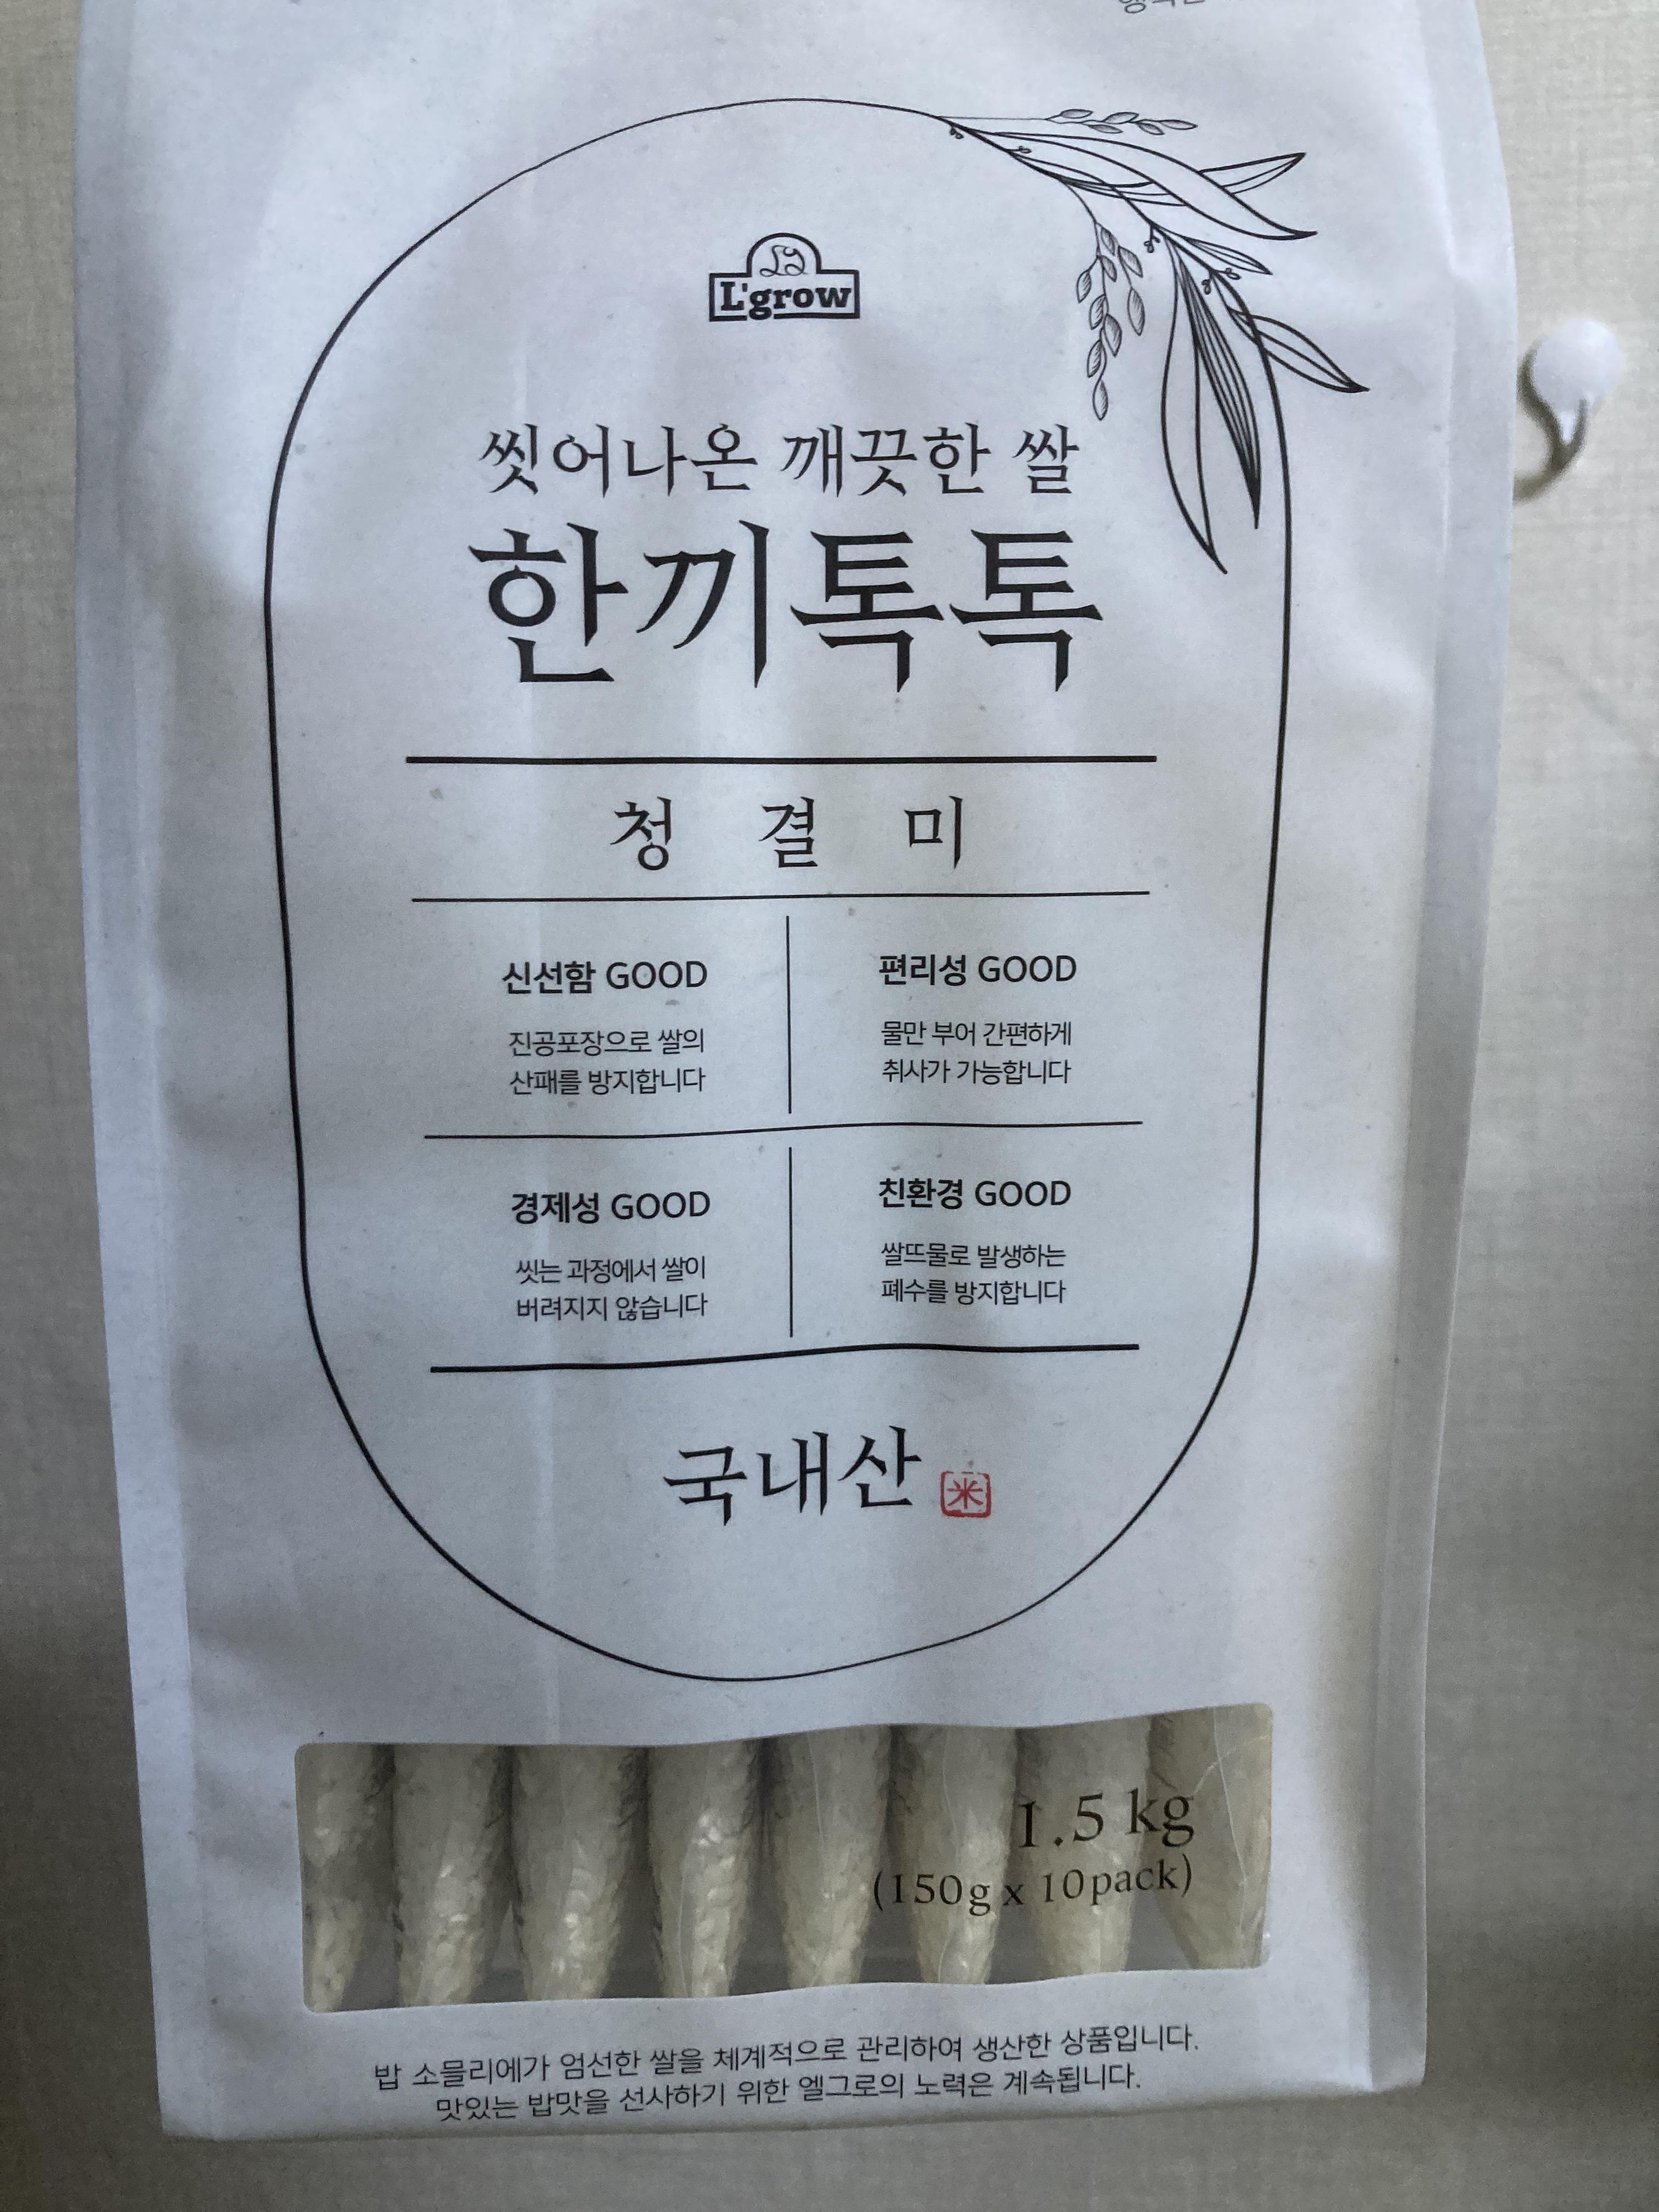 L'grow
씻어나온 깨끗한 쌀
한끼톡톡
청 결 미
신선함 GOOD
진공포장으로 쌀의
산패를 방지합니다
편리성 GOOD
물만 부어 간편하게
취사가 가능합니다
경제성 GOOD
씻는 과정에서 쌀이
버려지지 않습니다
친환경 GOOD
쌀뜨물로 발생하는
폐수를 방지합니다
국내산 米
1.5 kg
(150g x 10pack)
밥 소믈리에가 엄선한 쌀을 체계적으로 관리하여 생산한 상품입니다.
맛있는 밥맛을 선사하기 위한 엘그로의 노력은 계속됩니다.